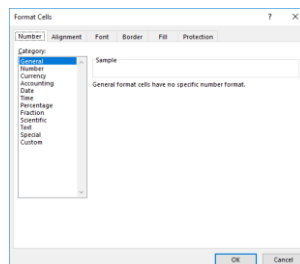 Format Cells ? ×
Number Alignment Font Border Fill Protection
Category:
General
Number
Currency
Accounting
Date
Time
Percentage
Fraction
Scientific
Text
Special
Custom
Sample
General format cells have no specific number format.
OK Cancel